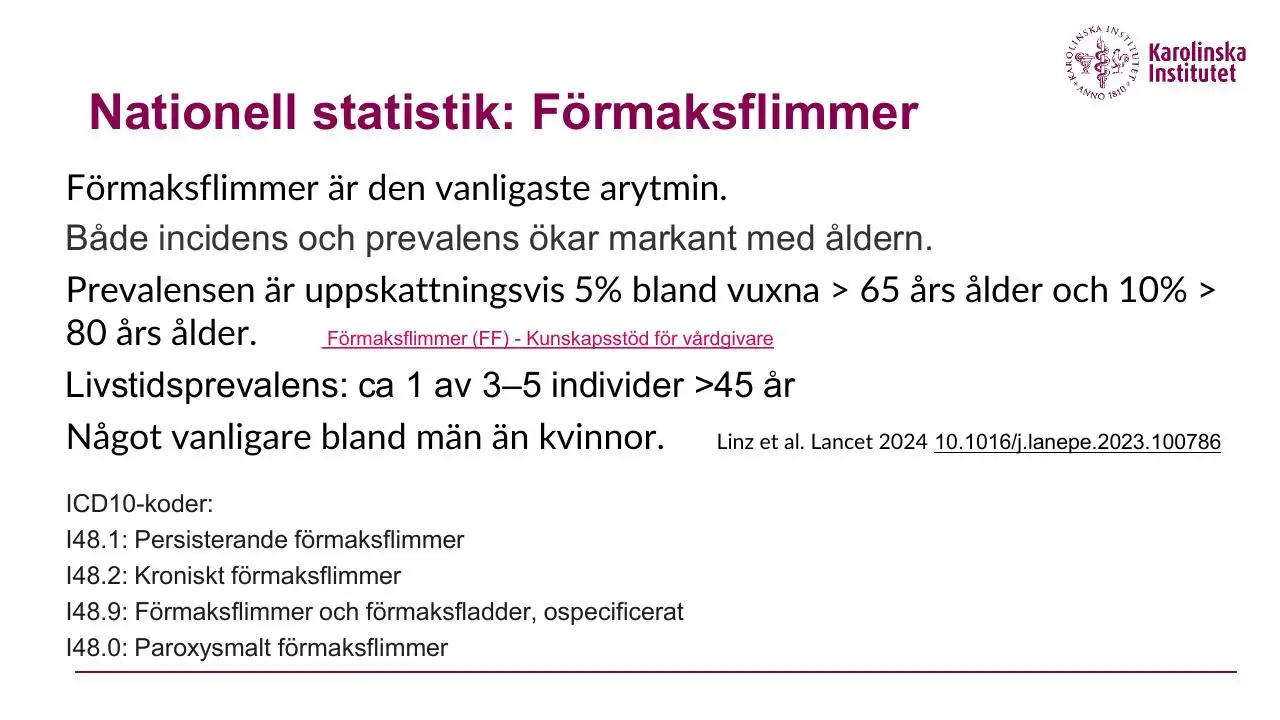 KAROLINSKA INSTITUTET ANNO 1810
Karolinska
Institutet
Nationell statistik: Förmaksflimmer
Förmaksflimmer är den vanligaste arytmin.
Både incidens och prevalens ökar markant med åldern.
Prevalensen är uppskattningsvis 5% bland vuxna > 65 års ålder och 10% >
80 års ålder. Förmaksflimmer (FF) - Kunskapsstöd för vårdgivare
Livstidsprevalens: ca 1 av 3–5 individer >45 år
Något vanligare bland män än kvinnor. Linz et al. Lancet 2024 10.1016/j.lanepe.2023.100786
ICD10-koder:
I48.1: Persisterande förmaksflimmer
I48.2: Kroniskt förmaksflimmer
I48.9: Förmaksflimmer och förmaksfladder, ospecificerat
I48.0: Paroxysmalt förmaksflimmer